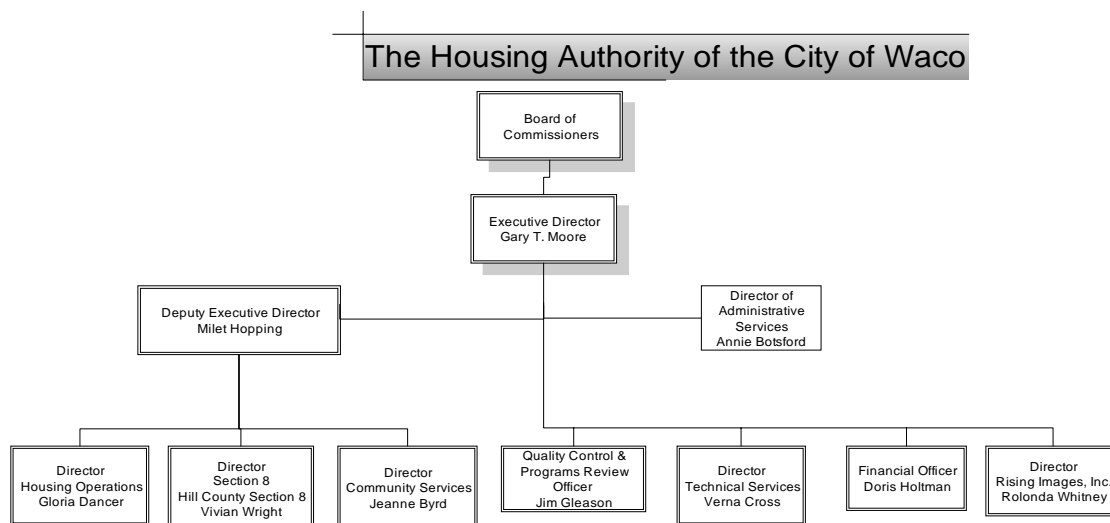 The Housing Authority of the City of Waco
Board of
Commissioners
Executive Director
Gary T. Moore
Deputy Executive Director
Milet Hopping
Director of
Administrative
Services
Annie Botsford
Director
Housing Operations
Gloria Dancer
Director
Section 8
Hill County Section 8
Vivian Wright
Director
Community Services
Jeanne Byrd
Quality Control &
Programs Review
Officer
Jim Gleason
Director
Technical Services
Verna Cross
Financial Officer
Doris Holtman
Director
Rising Images, Inc.
Rolonda Whitney